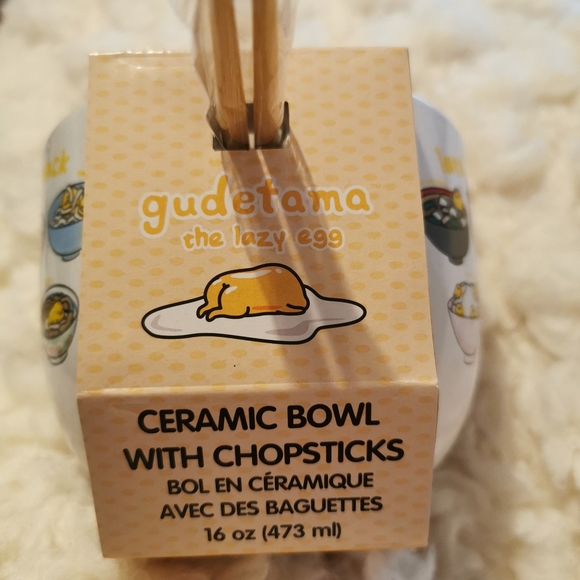 gudetama
the lazy egg
CERAMIC BOWL
WITH CHOPSTICKS
BOL EN CÉRAMIQUE
AVEC DES BAGUETTES
16 oz (473 ml)